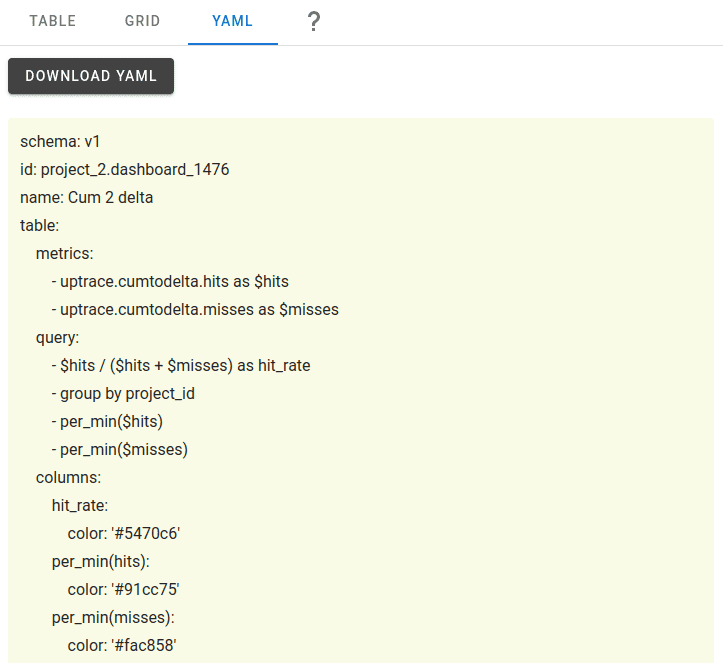 TABLE GRID YAML ?
DOWNLOAD YAML
schema: v1
id: project_2.dashboard_1476
name: Cum 2 delta
table:
  metrics:
    - uptrace.cumtodelta.hits as $hits
    - uptrace.cumtodelta.misses as $misses
  query:
    - $hits / ($hits + $misses) as hit_rate
    - group by project_id
    - per_min($hits)
    - per_min($misses)
  columns:
    hit_rate:
      color: '#5470c6'
    per_min(hits):
      color: '#91cc75'
    per_min(misses):
      color: '#fac858'